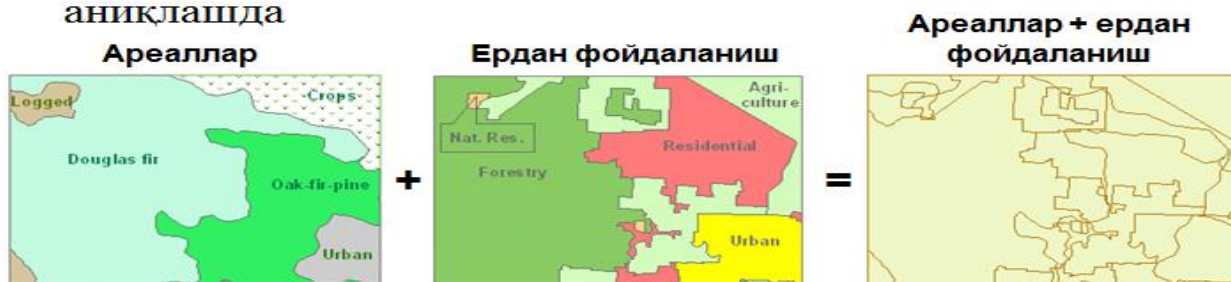 аниқлашда
Ареаллар
Ердан фойдаланиш
Ареаллар + ердан
фойдаланиш
Logged
Crops
Douglas fir
Oak-fir-pine
Urban
+
Agri-
culture
Nat. Res.
Residential
Forestry
Urban
=